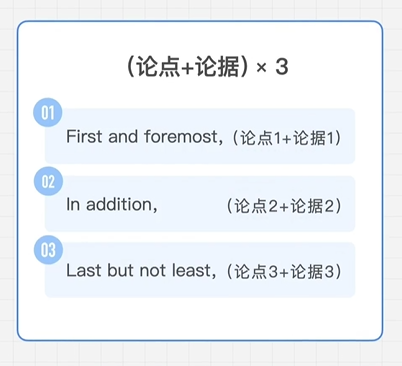 (论点+论据) × 3
01
First and foremost, (论点1+论据1)
02
In addition, (论点2+论据2)
03
Last but not least, (论点3+论据3)